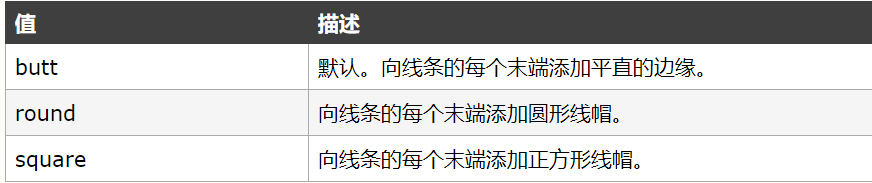 值 描述
butt 默认。向线条的每个末端添加平直的边缘。
round 向线条的每个末端添加圆形线帽。
square 向线条的每个末端添加正方形线帽。